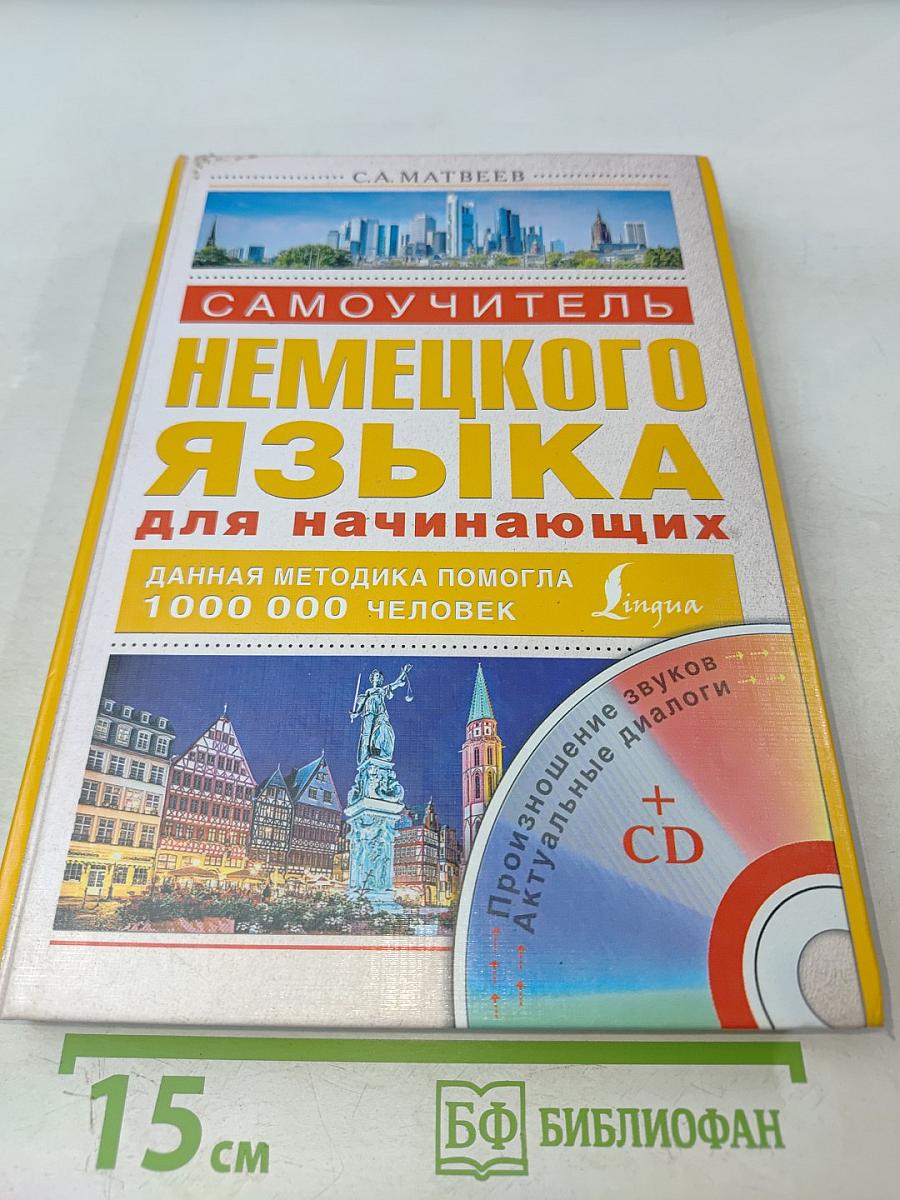 С.А. МАТВЕЕВ
САМОУЧИТЕЛЬ
НЕМЕЦКОГО
ЯЗЫКА
для начинающих
ДАННАЯ МЕТОДИКА ПОМОГЛА
1000 000 ЧЕЛОВЕК
Lingua
Произношение звуков
Актуальные диалоги
+
CD
15 см
БФ БИБЛИОФАН